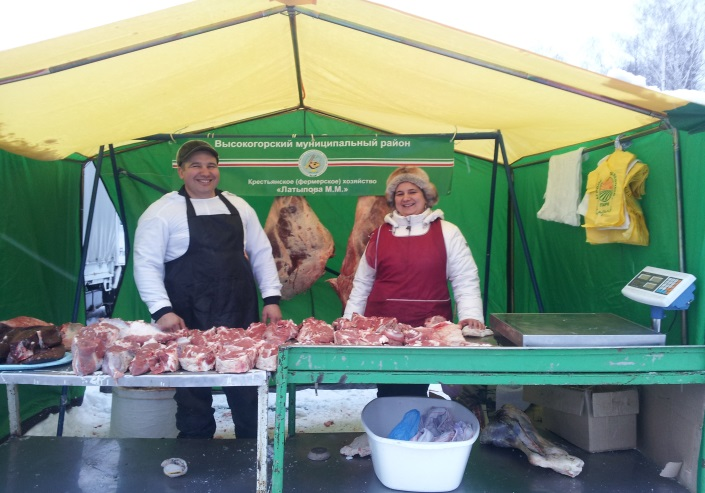 Высокогорский муниципальный район
Крестьянское (фермерское) хозяйство
«Латыпова М.М.»